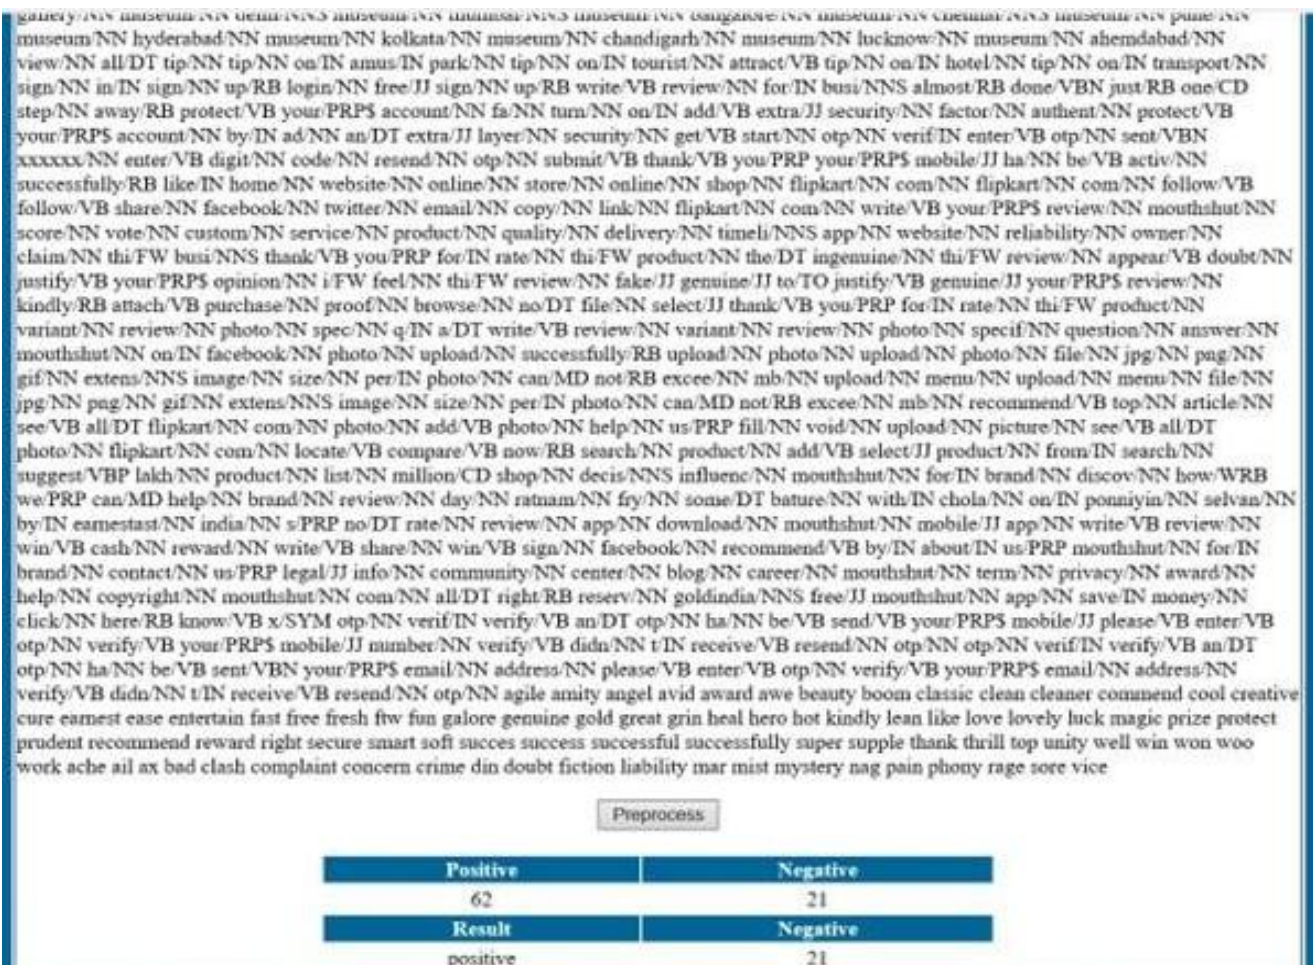 gallery/NN museum/NN delhi/NNS museum/NN mumbai/NNS museum/NN bangalore/NN museum/NN chennai/NNS museum/NN pune/NN
museum/NN hyderabad/NN museum/NN kolkata/NN museum/NN chandigarh/NN museum/NN lucknow/NN museum/NN ahemdabad/NN
view/NN all/DT tip/NN tip/NN on/IN amus/IN park/NN tip/NN on/IN tourist/NN attract/VB tip/NN on/IN hotel/NN tip/NN on/IN transport/NN
sign/NN in/IN sign/NN up/RB login/NN free/JJ sign/NN up/RB write/VB review/NN for/IN busi/NNS almost/RB done/VBN just/RB one/CD
step/NN away/RB protect/VB your/PRP$ account/NN fa/NN turn/NN on/IN add/VB extra/JJ security/NN factor/NN authent/NN protect/VB
your/PRP$ account/NN by/IN ad/NN an/DT extra/JJ layer/NN security/NN get/VB start/NN otp/NN verif/IN enter/VB otp/NN sent/VBN
xxxxxx/NN enter/VB digit/NN code/NN resend/NN otp/NN submit/VB thank/VB you/PRP your/PRP$ mobile/JJ ha/NN be/VB activ/NN
successfully/RB like/IN home/NN website/NN online/NN store/NN online/NN shop/NN flipkart/NN com/NN flipkart/NN com/NN follow/VB
follow/VB share/NN facebook/NN twitter/NN email/NN copy/NN link/NN flipkart/NN com/NN write/VB your/PRP$ review/NN mouthshut/NN
score/NN vote/NN custom/NN service/NN product/NN quality/NN delivery/NN timeli/NNS app/NN website/NN reliability/NN owner/NN
claim/NN thi/FW busi/NNS thank/VB you/PRP for/IN rate/NN thi/FW product/NN the/DT ingenuine/NN thi/FW review/NN appear/VB doubt/NN
justify/VB your/PRP$ opinion/NN i/FW feel/NN thi/FW review/NN fake/JJ genuine/JJ to/TO justify/VB genuine/JJ your/PRP$ review/NN
kindly/RB attach/VB purchase/NN proof/NN browse/NN no/DT file/NN select/JJ thank/VB you/PRP for/IN rate/NN thi/FW product/NN
variant/NN review/NN photo/NN spec/NN q/IN a/DT write/VB review/NN variant/NN review/NN photo/NN specif/NN question/NN answer/NN
mouthshut/NN on/IN facebook/NN photo/NN upload/NN successfully/RB upload/NN photo/NN upload/NN photo/NN file/NN jpg/NN png/NN
gif/NN extens/NNS image/NN size/NN per/IN photo/NN can/MD not/RB excee/NN mb/NN upload/NN menu/NN upload/NN menu/NN file/NN
jpg/NN png/NN gif/NN extens/NNS image/NN size/NN per/IN photo/NN can/MD not/RB excee/NN mb/NN recommend/VB top/NN article/NN
see/VB all/DT flipkart/NN com/NN photo/NN add/VB photo/NN help/NN us/PRP fill/NN void/NN upload/NN picture/NN see/VB all/DT
photo/NN flipkart/NN com/NN locate/VB compare/VB now/RB search/NN product/NN add/VB select/JJ product/NN from/IN search/NN
suggest/VBP lakh/NN product/NN list/NN million/CD shop/NN decis/NNS influenc/NN mouthshut/NN for/IN brand/NN discov/NN how/WRB
we/PRP can/MD help/NN brand/NN review/NN day/NN ratnam/NN fry/NN some/DT bature/NN with/IN chola/NN on/IN ponniyin/NN selvan/NN
by/IN earnestast/NN india/NN s/PRP no/DT rate/NN review/NN app/NN download/NN mouthshut/NN mobile/JJ app/NN write/VB review/NN
win/VB cash/NN reward/NN write/VB share/NN win/VB sign/NN facebook/NN recommend/VB by/IN about/IN us/PRP mouthshut/NN for/IN
brand/NN contact/NN us/PRP legal/JJ info/NN community/NN center/NN blog/NN career/NN mouthshut/NN term/NN privacy/NN award/NN
help/NN copyright/NN mouthshut/NN com/NN all/DT right/RB reserv/NN goldindia/NNS free/JJ mouthshut/NN app/NN save/IN money/NN
click/NN here/RB know/VB x/SYM otp/NN verif/IN verify/VB an/DT otp/NN ha/NN be/VB send/VB your/PRP$ mobile/JJ please/VB enter/VB
otp/NN verify/VB your/PRP$ mobile/JJ number/NN verify/VB didn/NN t/IN receive/VB resend/NN otp/NN otp/NN verif/IN verify/VB an/DT
otp/NN ha/NN be/VB sent/VBN your/PRP$ email/NN address/NN please/VB enter/VB otp/NN verify/VB your/PRP$ email/NN address/NN
verify/VB didn/NN t/IN receive/VB resend/NN otp/NN agile amity angel avid award awe beauty boom classic clean cleaner commend cool creative
cure earnest ease entertain fast free fresh ftw fun galore genuine gold great grin heal hero hot kindly lean like love lovely luck magic prize protect
prudent recommend reward right secure smart soft succes success successful successfully super supple thank thrill top unity well win won woo
work ache ail ax bad clash complaint concern crime din doubt fiction liability mar mist mystery nag pain phony rage sore vice
Preprocess
Positive Negative
62 21
Result Negative
positive 21